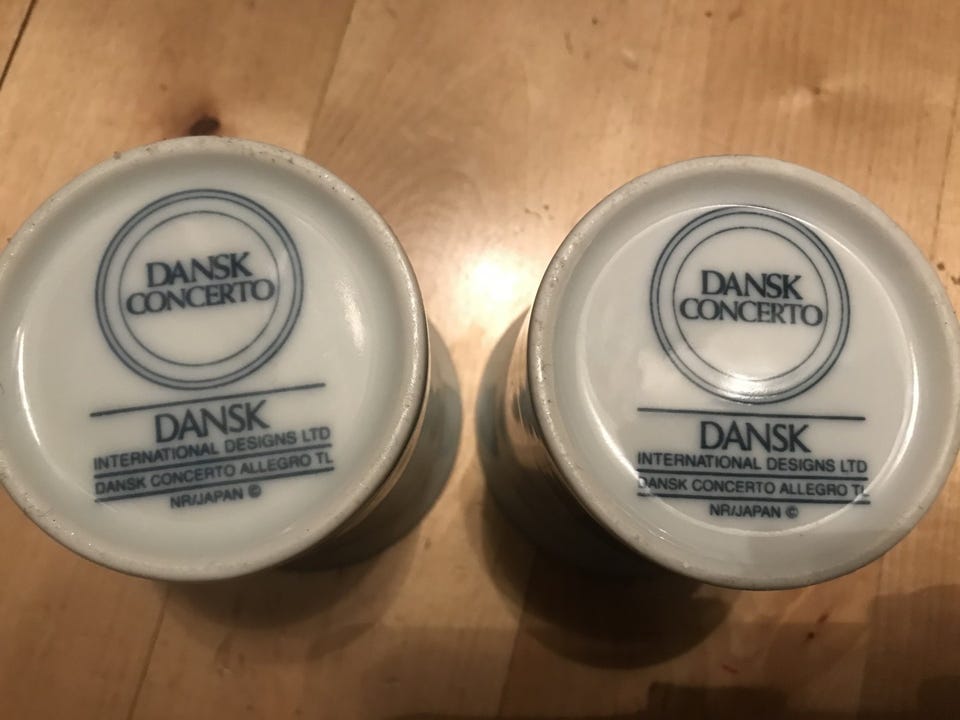 DANSK
CONCERTO
DANSK
INTERNATIONAL DESIGNS LTD
DANSK CONCERTO ALLEGRO TL
NR/JAPAN ©
DANSK
CONCERTO
DANSK
INTERNATIONAL DESIGNS LTD
DANSK CONCERTO ALLEGRO TL
NR/JAPAN ©